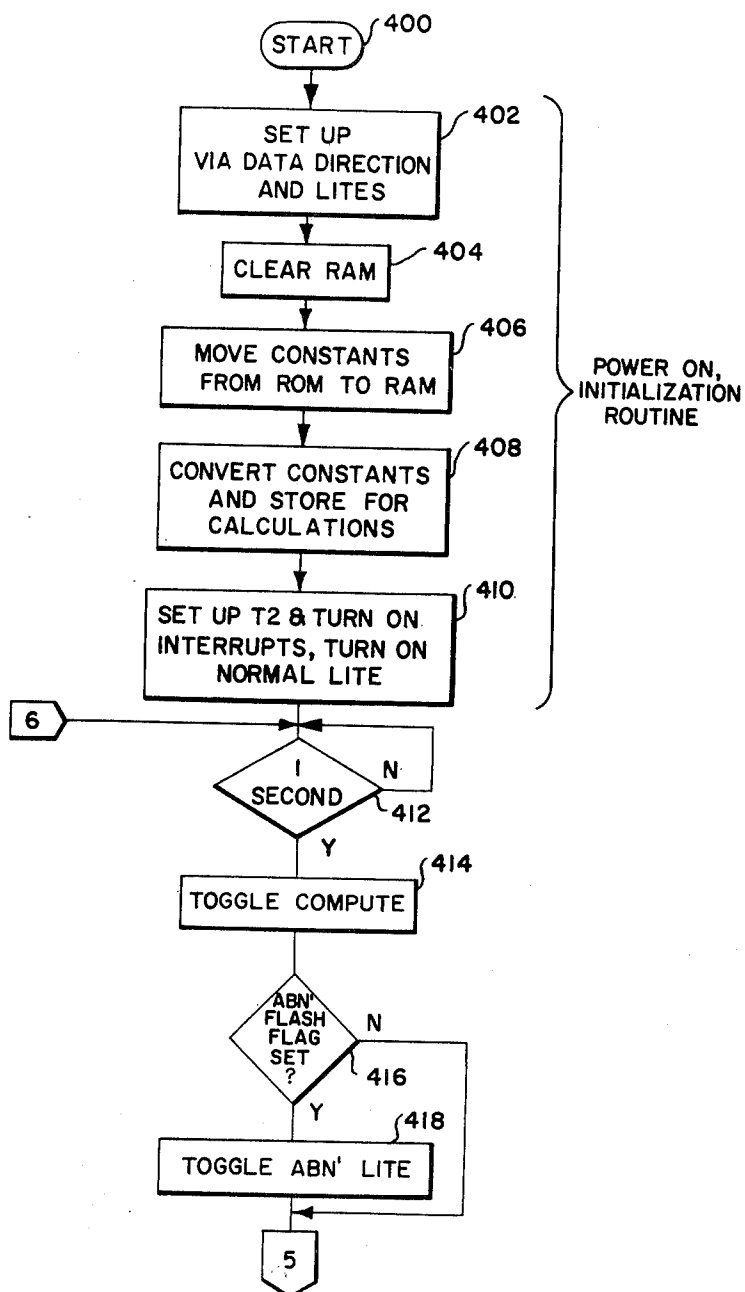 START
400
SET UP
VIA DATA DIRECTION
AND LITES
402
CLEAR RAM
404
MOVE CONSTANTS
FROM ROM TO RAM
406
CONVERT CONSTANTS
AND STORE FOR
CALCULATIONS
408
SET UP T2 & TURN ON
INTERRUPTS, TURN ON
NORMAL LITE
410
POWER ON,
INITIALIZATION
ROUTINE
6
1
SECOND
N
412
Y
TOGGLE COMPUTE
414
ABN'
FLASH
FLAG
SET
?
N
416
Y
TOGGLE ABN' LITE
418
5